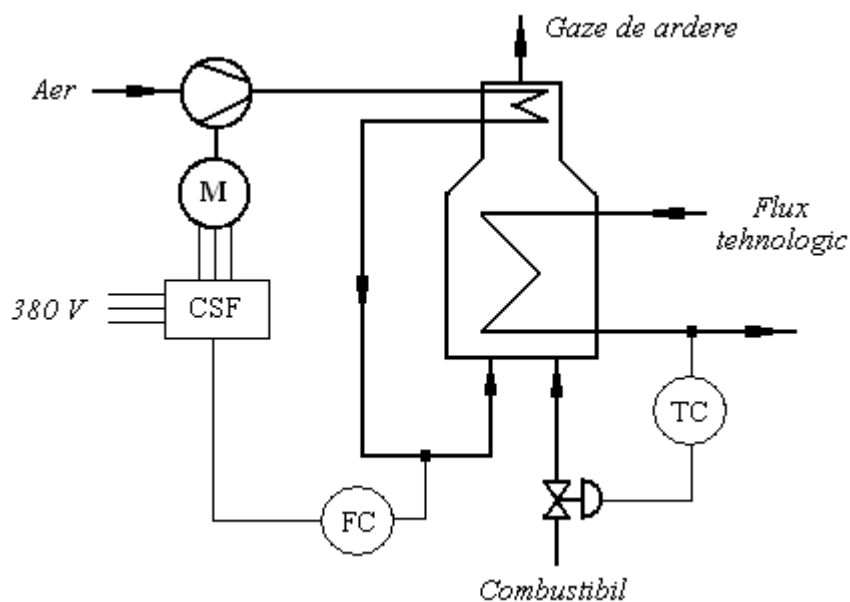 Gaze de ardere
Aer
M
Flux
tehnologic
380 V
CSF
TC
FC
Combustibil